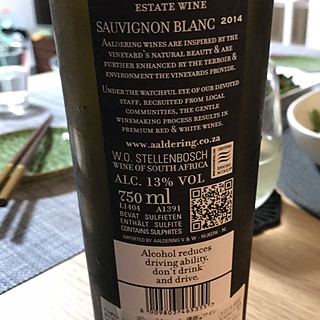 ESTATE WINE
SAUVIGNON BLANC 2014
AALDERING WINES ARE INSPIRED BY THE
VINEYARD'S NATURAL BEAUTY & ARE
FURTHER ENHANCED BY THE TERROIR &
ENVIRONMENT THE VINEYARDS PROVIDE.
UNDER THE WATCHFUL EYE OF OUR DEVOTED
STAFF, RECRUITED FROM LOCAL
COMMUNITIES, THE GENTLE
WINEMAKING PROCESS RESULTS IN
PREMIUM RED & WHITE WINES.
www.aaldering.co.za
W.O. STELLENBOSCH
WINE OF SOUTH AFRICA
ALC. 13% VOL
750 ml
L1404 A1391
BEVAT SULFIETEN
ENTHÄLT SULFITE
CONTAINS SULPHITES
IMPORTED BY AALDERING V & W - NIJKERK - NL
Alcohol reduces
driving ability,
don't drink
and drive.